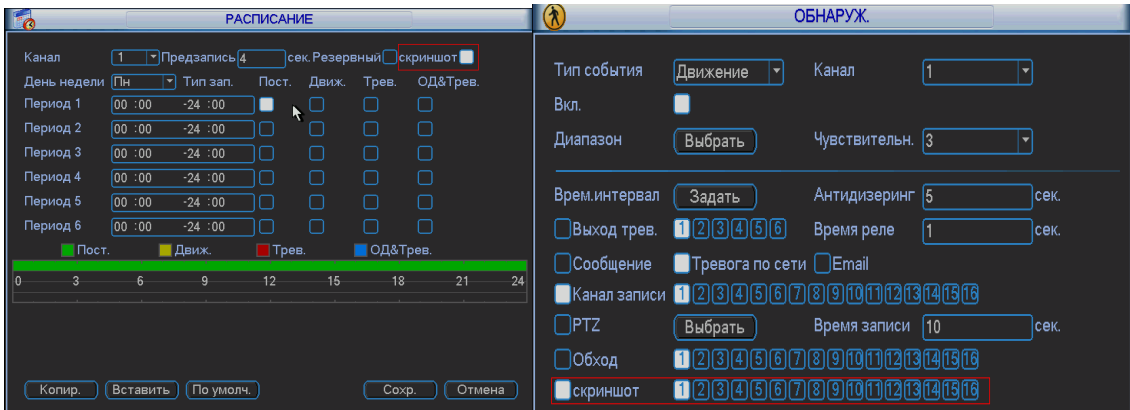 РАСПИСАНИЕ
Канал 1 Предзапись 4 сек. Резервный скриншот
День недели Пн Тип зап. Пост. Движ. Трев. ОД&Трев.
Период 1 00 :00 -24 :00
Период 2 00 :00 -24 :00
Период 3 00 :00 -24 :00
Период 4 00 :00 -24 :00
Период 5 00 :00 -24 :00
Период 6 00 :00 -24 :00
Пост. Движ. Трев. ОД&Трев.
0 3 6 9 12 15 18 21 24
Копир. Вставить По умолч. Сохр. Отмена
ОБНАРУЖ.
Тип события Движение Канал 1
Вкл.
Диапазон Выбрать Чувствительн. 3
Врем.интервал Задать Антидизеринг 5 сек.
Выход трев. 1 2 3 4 5 6 Время реле 1 сек.
Сообщение Тревога по сети Email
Канал записи 1 2 3 4 5 6 7 8 9 10 11 12 13 14 15 16
PTZ Выбрать Время записи 10 сек.
Обход 1 2 3 4 5 6 7 8 9 10 11 12 13 14 15 16
скриншот 1 2 3 4 5 6 7 8 9 10 11 12 13 14 15 16